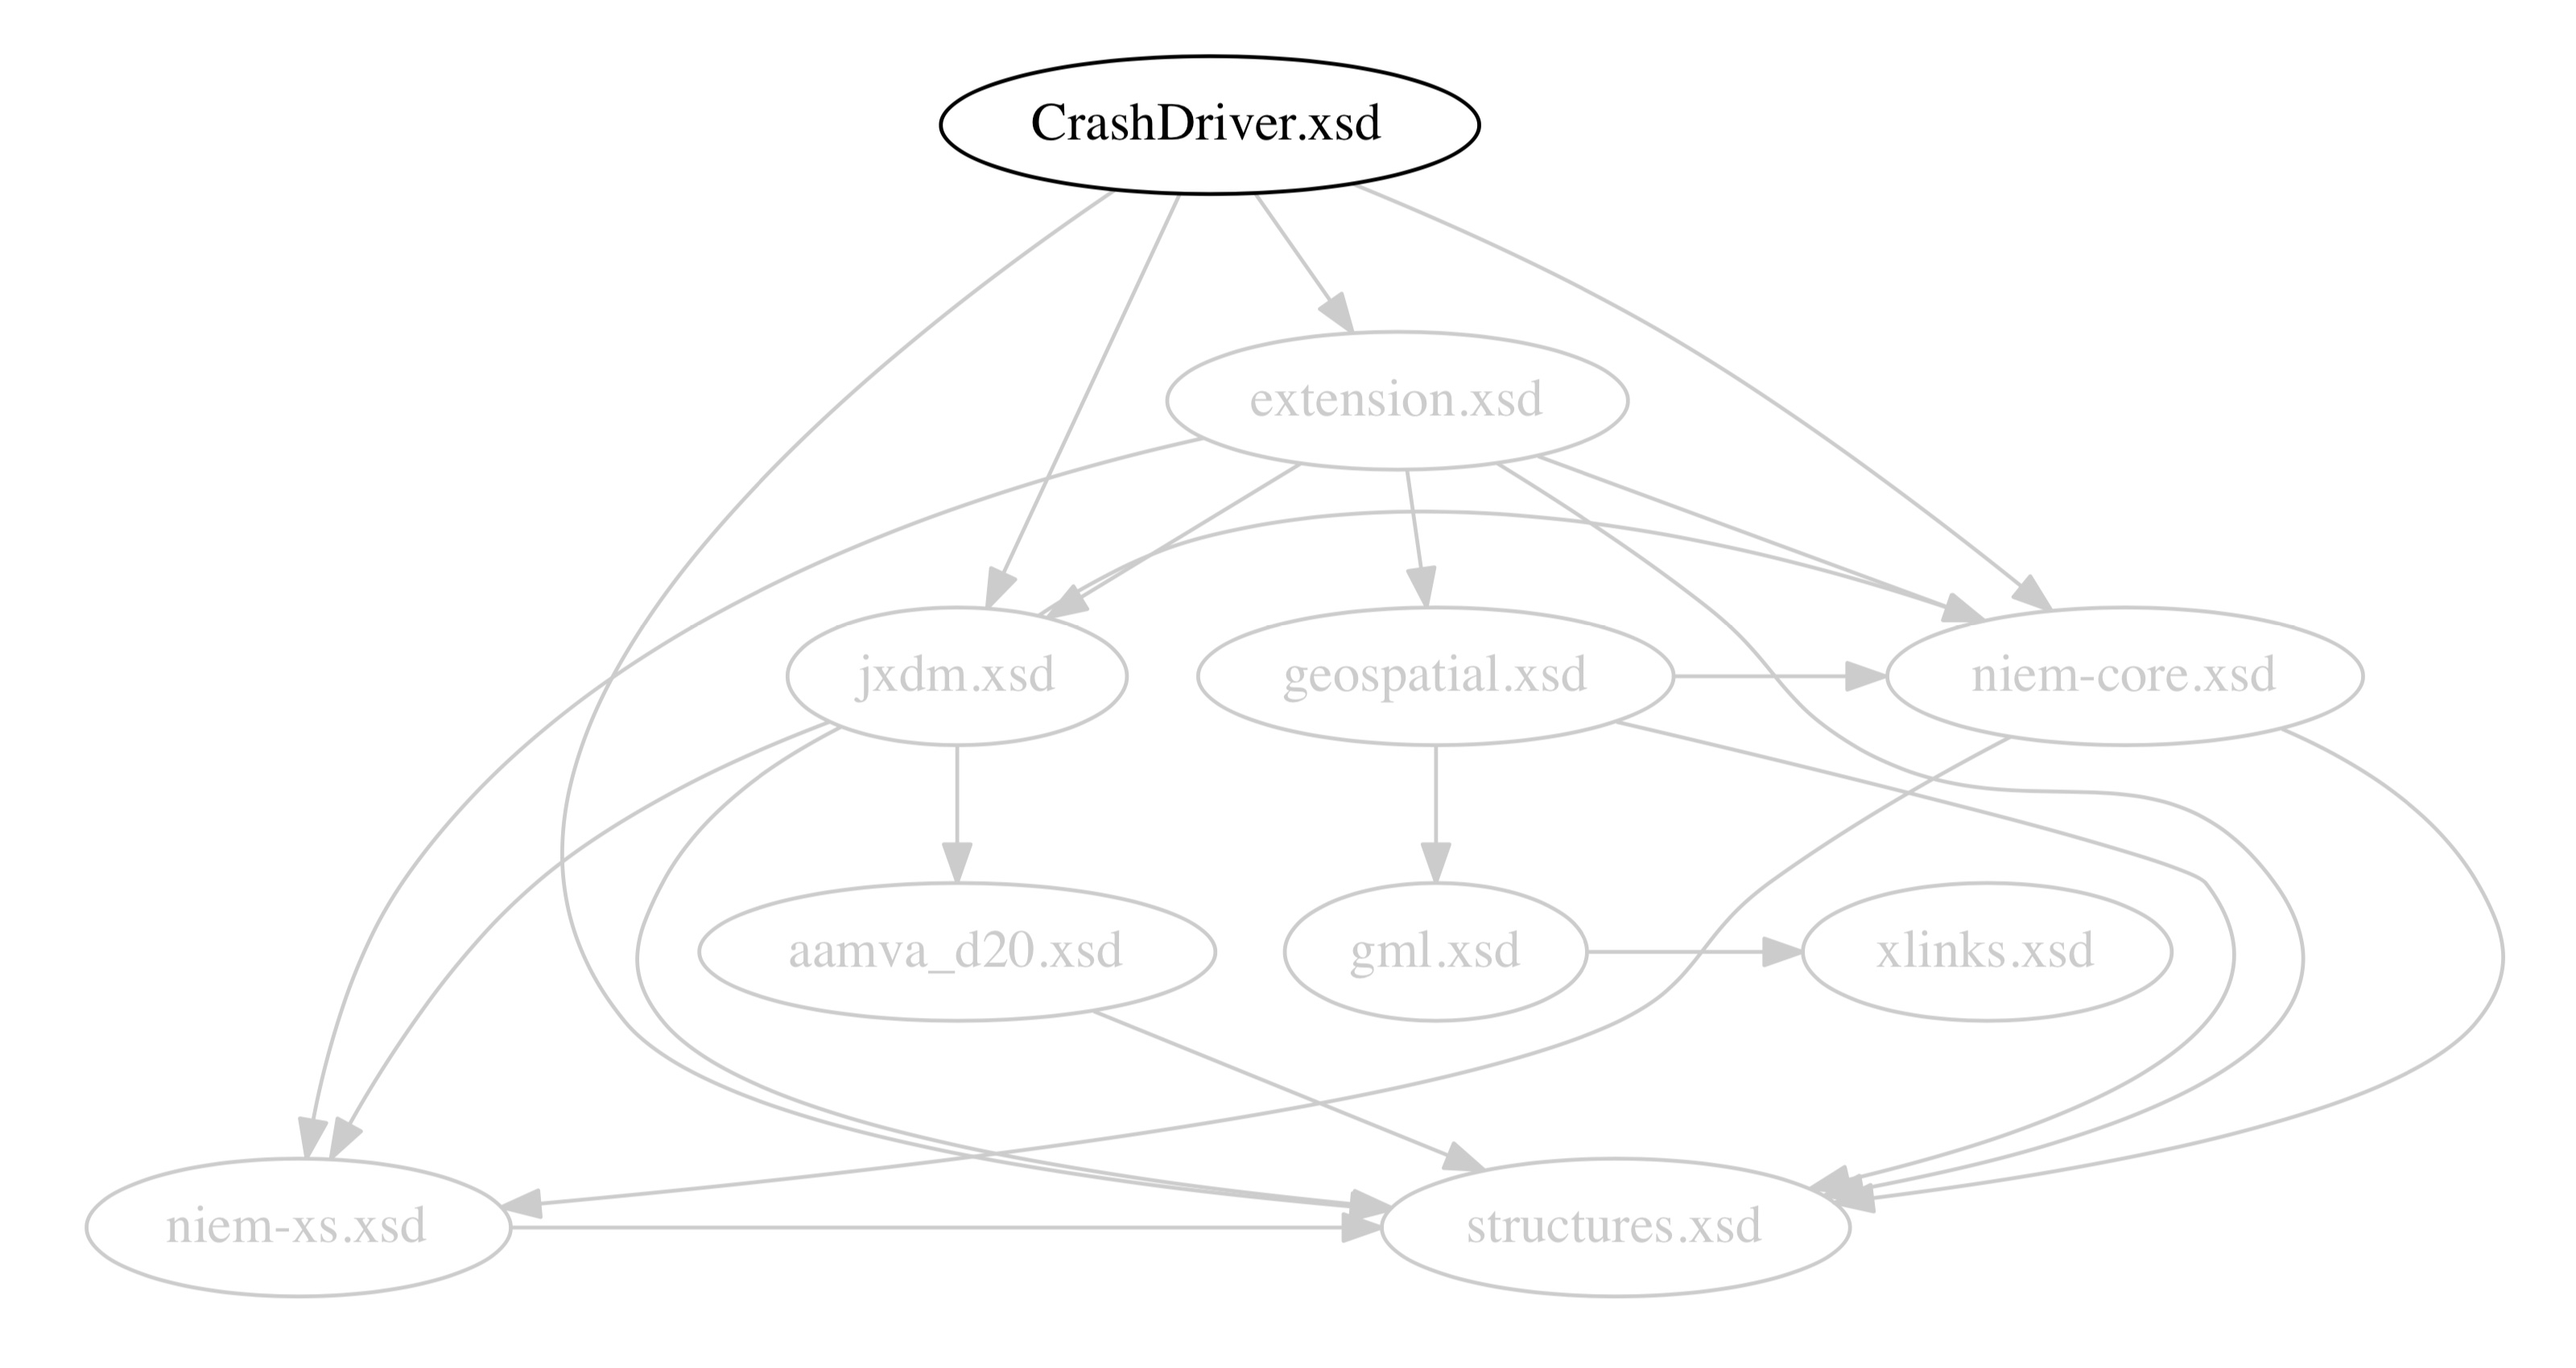 CrashDriver.xsd
extension.xsd
jxdm.xsd
geospatial.xsd
niem-core.xsd
aamva_d20.xsd
gml.xsd
xlinks.xsd
niem-xs.xsd
structures.xsd